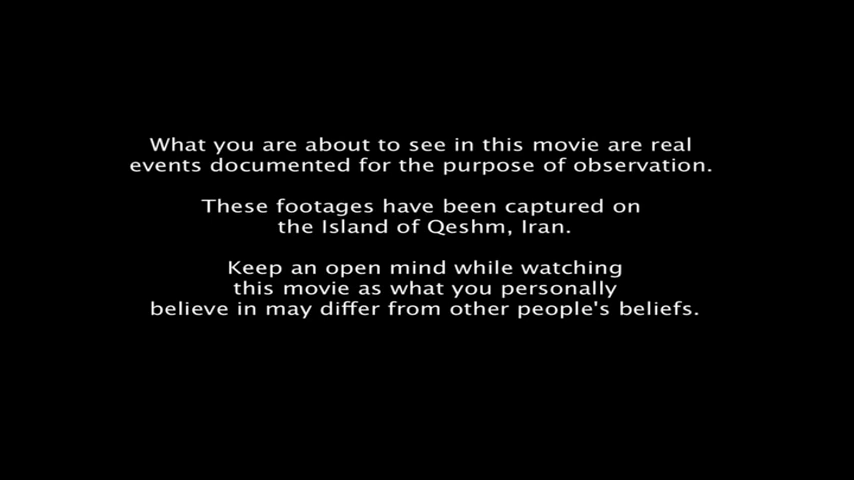 What you are about to see in this movie are real
events documented for the purpose of observation.
These footages have been captured on
the Island of Qeshm, Iran.
Keep an open mind while watching
this movie as what you personally
believe in may differ from other people's beliefs.